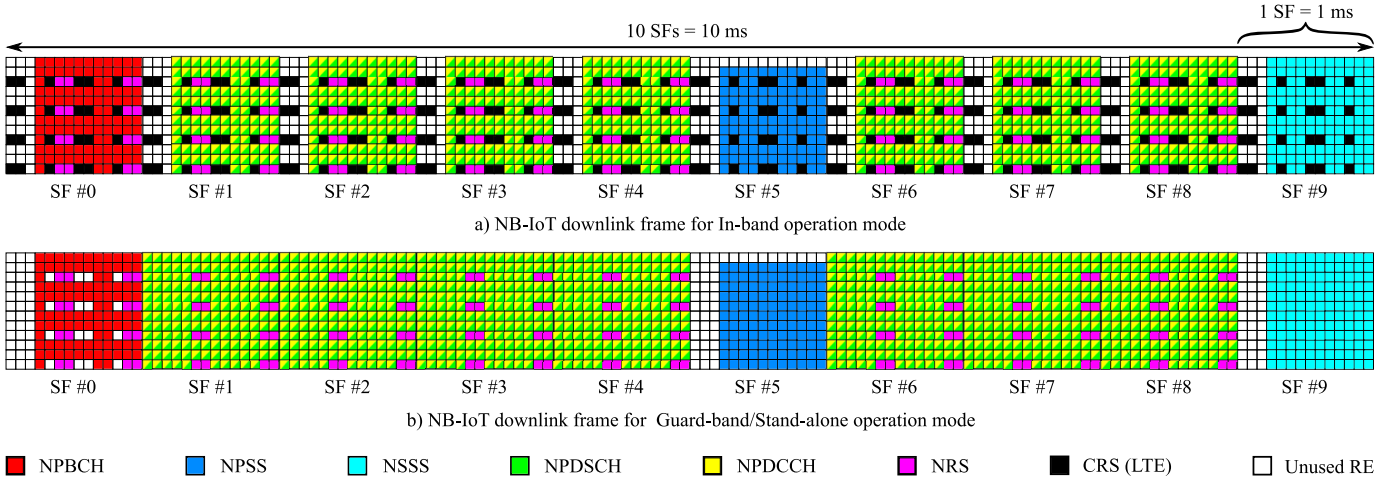 1 SF = 1 ms
10 SFs = 10 ms
SF #0 SF #1 SF #2 SF #3 SF #4 SF #5 SF #6 SF #7 SF #8 SF #9
a) NB-IoT downlink frame for In-band operation mode
SF #0 SF #1 SF #2 SF #3 SF #4 SF #5 SF #6 SF #7 SF #8 SF #9
b) NB-IoT downlink frame for Guard-band/Stand-alone operation mode
NPBCH NPSS NSSS NPDSCH NPDCCH NRS CRS (LTE) Unused RE